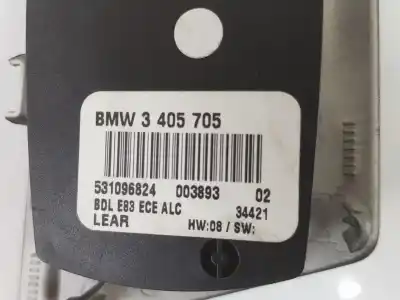 BMW 3 405 705
531096824 003893 02
BDL E83 ECE ALC 34421
LEAR HW:08 / SW: